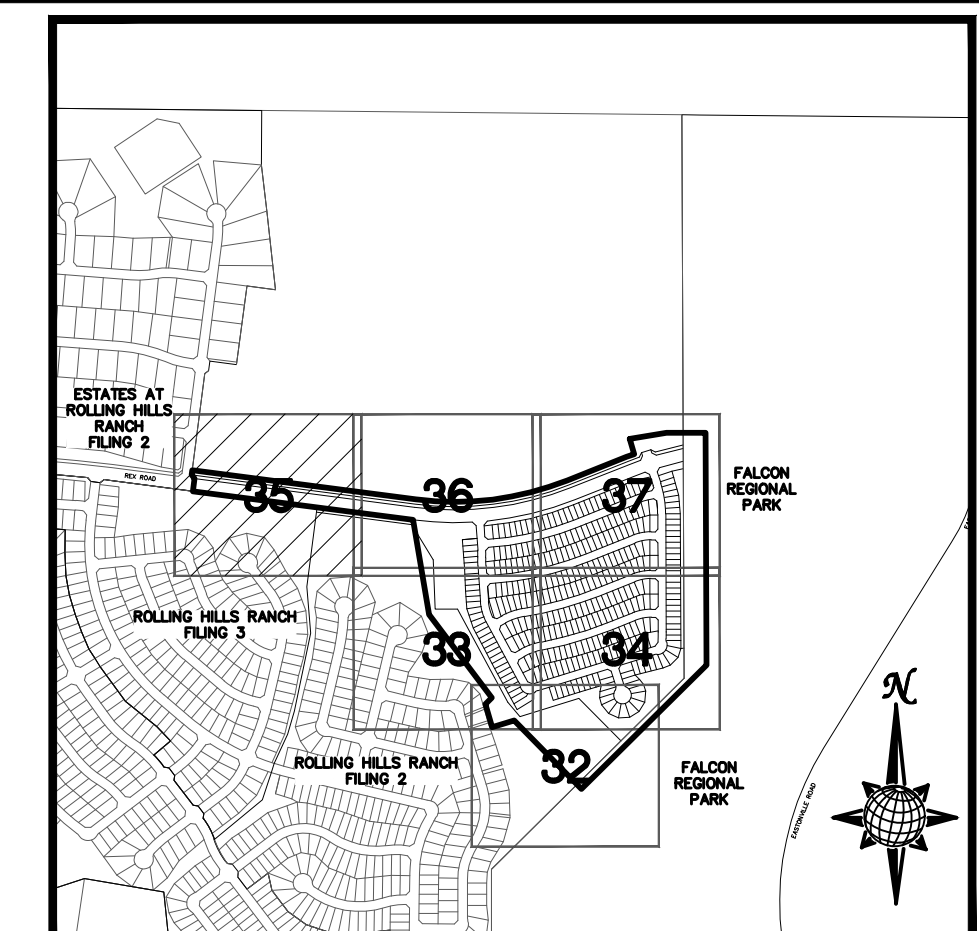 ESTATES AT
ROLLING HILLS
RANCH
FILING 2
REX ROAD
35
36
37
FALCON
REGIONAL
PARK
ROLLING HILLS RANCH
FILING 3
33
34
N
ROLLING HILLS RANCH
FILING 2
32
FALCON
REGIONAL
PARK
EASTONVILLE ROAD